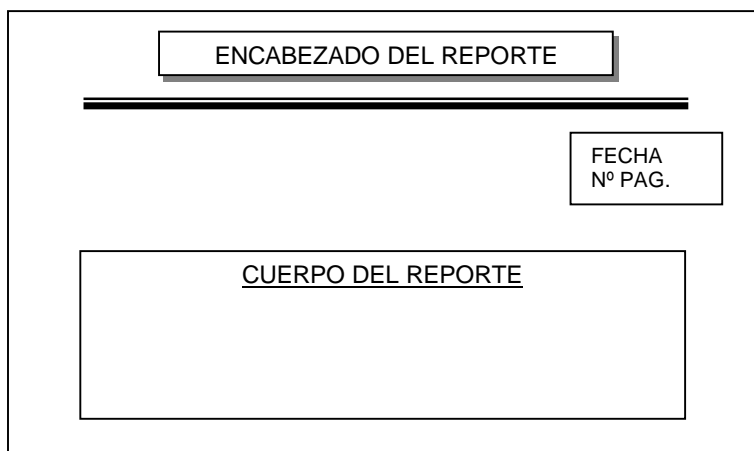 ENCABEZADO DEL REPORTE
FECHA
Nº PAG.
CUERPO DEL REPORTE